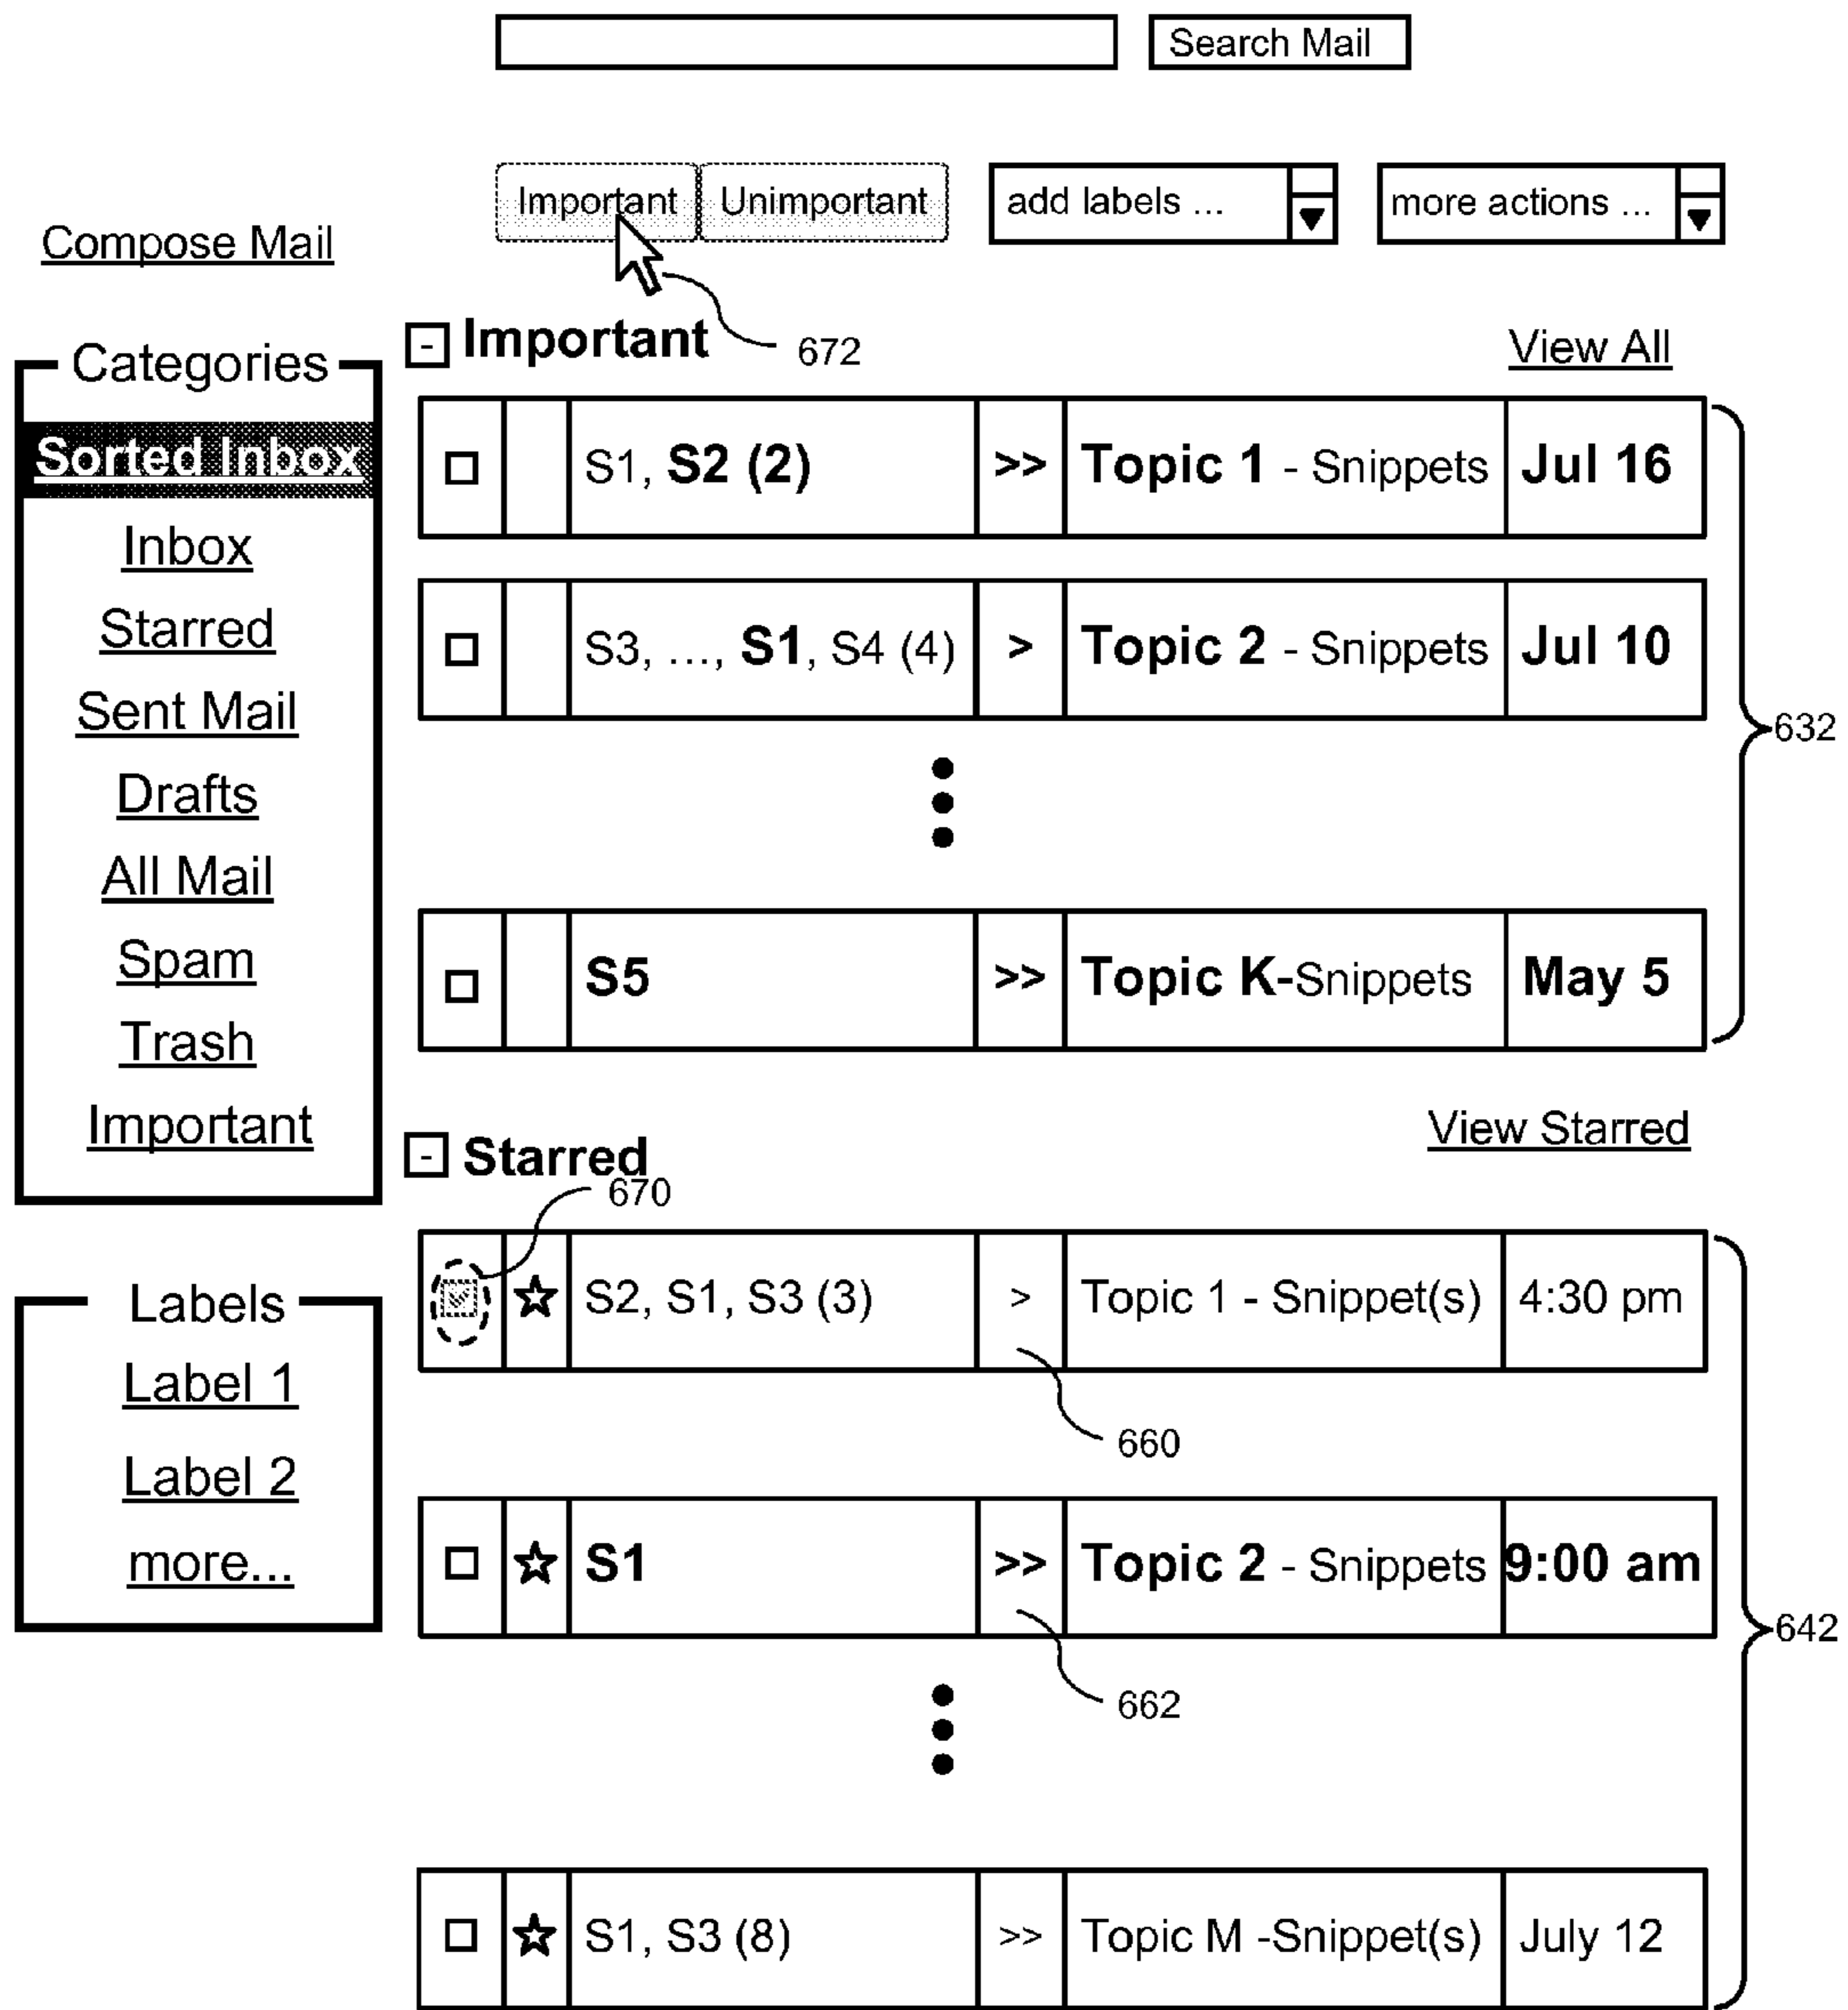 Search Mail
Important Unimportant add labels ... more actions ...
Compose Mail
672
Categories
Sorted Inbox
Inbox
Starred
Sent Mail
Drafts
All Mail
Spam
Trash
Important
Labels
Label 1
Label 2
more...
- Important View All
S1, S2 (2) >> Topic 1 - Snippets Jul 16
S3, ..., S1, S4 (4) > Topic 2 - Snippets Jul 10
632
S5 >> Topic K-Snippets May 5
- Starred View Starred
670
S2, S1, S3 (3) > Topic 1 - Snippet(s) 4:30 pm
660
S1 >> Topic 2 - Snippets 9:00 am
642
662
S1, S3 (8) >> Topic M -Snippet(s) July 12